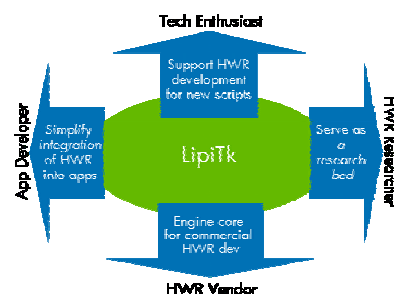 Tech Enthusiast
Support HWR
development
for new scripts
App Developer
Simplify
integration
of HWR
into apps
LipiTk
Serve as
a
research
bed
HWR Researcher
Engine core
for commercial
HWR dev
HWR Vendor